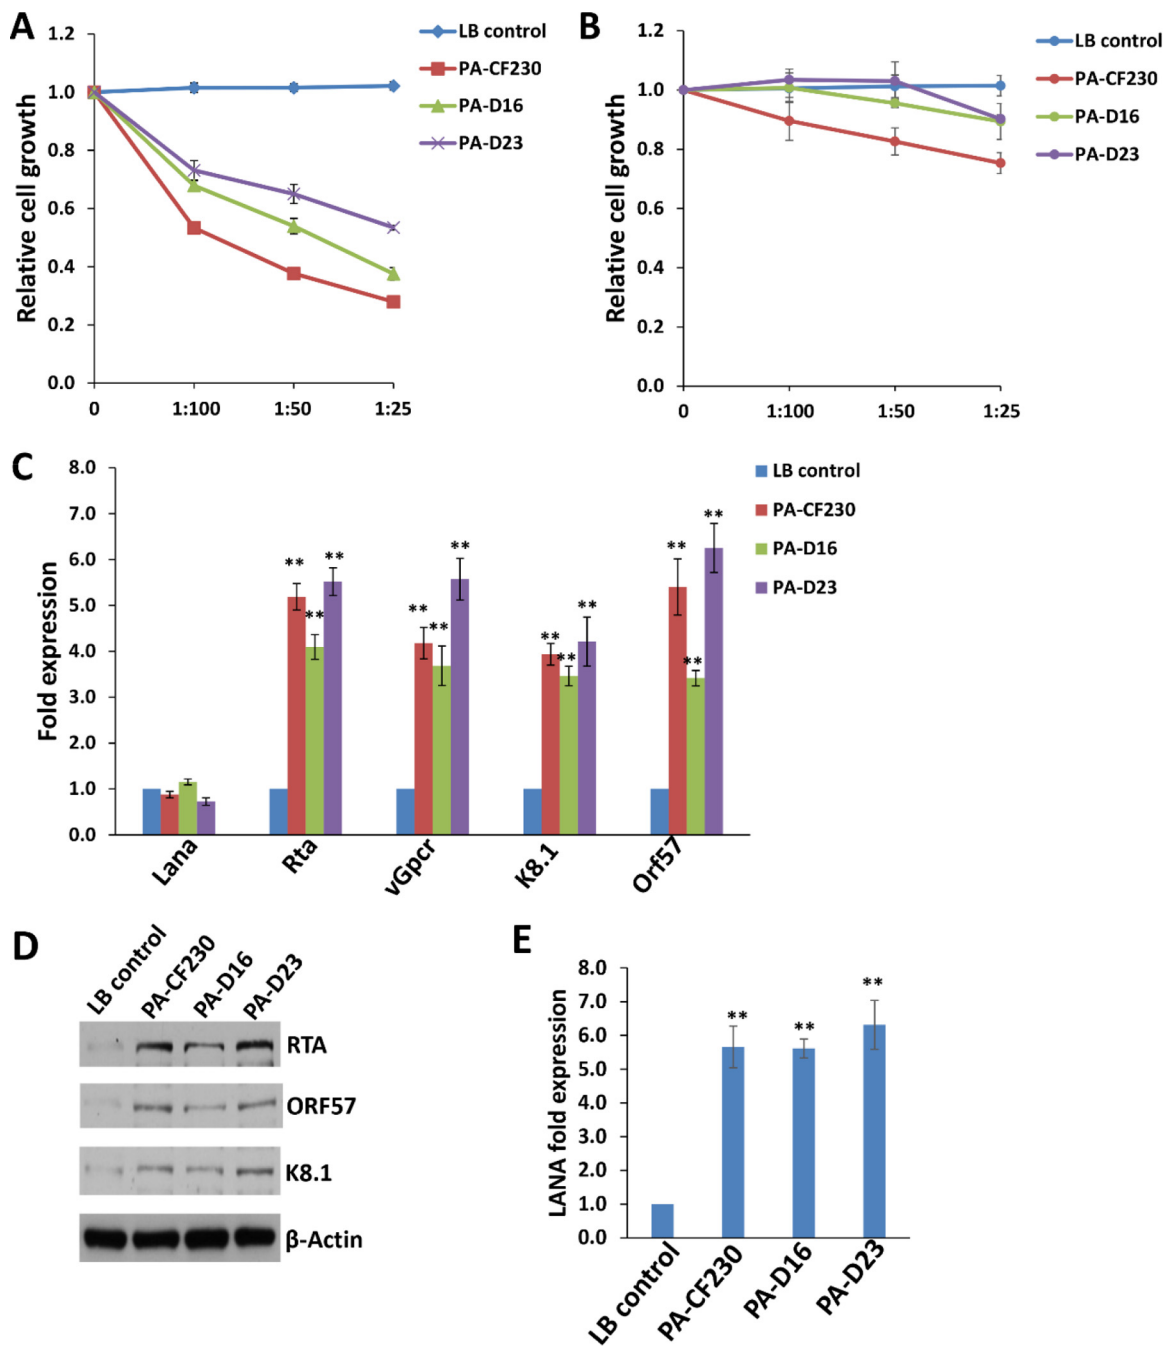 A
1.2
1.0
0.8
0.6
0.4
0.2
0.0
Relative cell growth
0 1:100 1:50 1:25
LB control
PA-CF230
PA-D16
PA-D23
B
1.2
1.0
0.8
0.6
0.4
0.2
0.0
Relative cell growth
0 1:100 1:50 1:25
LB control
PA-CF230
PA-D16
PA-D23
C
8.0
7.0
6.0
5.0
4.0
3.0
2.0
1.0
0.0
Fold expression
** ** **
** ** **
** ** **
** ** **
Lana Rta vGpcr K8.1 Orf57
LB control
PA-CF230
PA-D16
PA-D23
D
LB control PA-CF230 PA-D16 PA-D23
RTA
ORF57
K8.1
β-Actin
E
8.0
7.0
6.0
5.0
4.0
3.0
2.0
1.0
0.0
LANA fold expression
** ** **
LB control PA-CF230 PA-D16 PA-D23